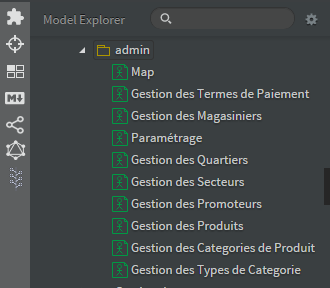 Model Explorer
admin
Map
Gestion des Termes de Paiement
Gestion des Magasiniers
Paramétrage
Gestion des Quartiers
Gestion des Secteurs
Gestion des Promoteurs
Gestion des Produits
Gestion des Categories de Produit
Gestion des Types de Categorie